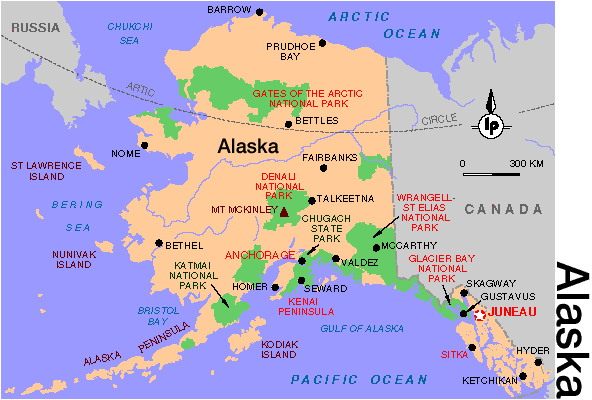 BARROW
ARCTIC
OCEAN
RUSSIA
CHUKCHI
SEA
PRUDHOE
BAY
ARTIC
CIRCLE
GATES OF THE ARCTIC
NATIONAL PARK
BETTLES
lp
NOME
Alaska
FAIRBANKS
0 300 KM
ST LAWRENCE
ISLAND
DENALI
NATIONAL
PARK
TALKEETNA
MT MCKINLEY
WRANGELL-
ST ELIAS
NATIONAL
PARK
CANADA
BERING
SEA
CHUGACH
STATE
PARK
BETHEL
MCCARTHY
NUNIVAK
ISLAND
ANCHORAGE
VALDEZ
GLACIER BAY
NATIONAL
PARK
KATMAI
NATIONAL
PARK
HOMER
SEWARD
SKAGWAY
GUSTAVUS
KENAI
PENINSULA
JUNEAU
BRISTOL
BAY
GULF OF ALASKA
ALASKA PENINSULA
KODIAK
ISLAND
SITKA
HYDER
PACIFIC OCEAN
KETCHIKAN
Alaska